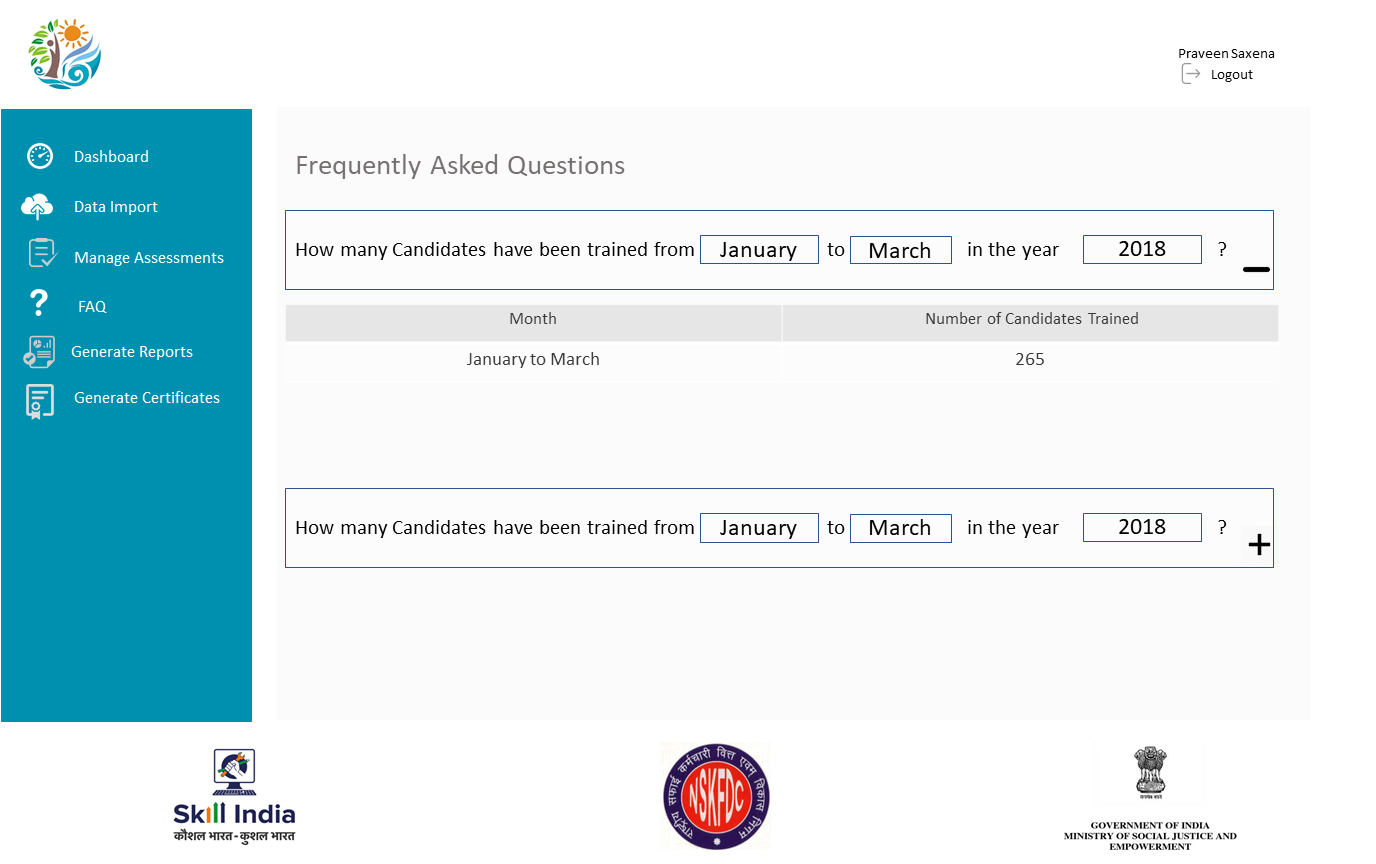 Praveen Saxena
Logout
Dashboard
Data Import
Manage Assessments
FAQ
Generate Reports
Generate Certificates
Frequently Asked Questions
How many Candidates have been trained from January to March in the year 2018 ?
Month Number of Candidates Trained
January to March 265
How many Candidates have been trained from January to March in the year 2018 ?
Skill India
कौशल भारत - कुशल भारत
राष्ट्रीय सफाई कर्मचारी वित्त एवम विकास निगम
NSKFDC
GOVERNMENT OF INDIA
MINISTRY OF SOCIAL JUSTICE AND
EMPOWERMENT